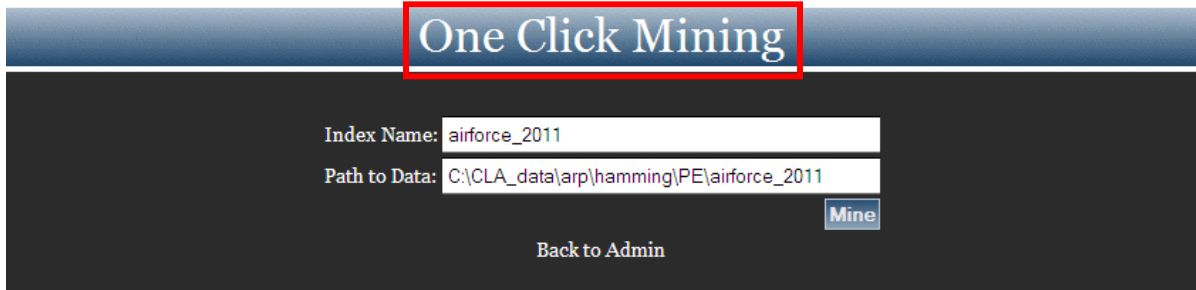 One Click Mining
Index Name: airforce_2011
Path to Data: C:\CLA_data\arp\hamming\PE\airforce_2011
Mine
Back to Admin